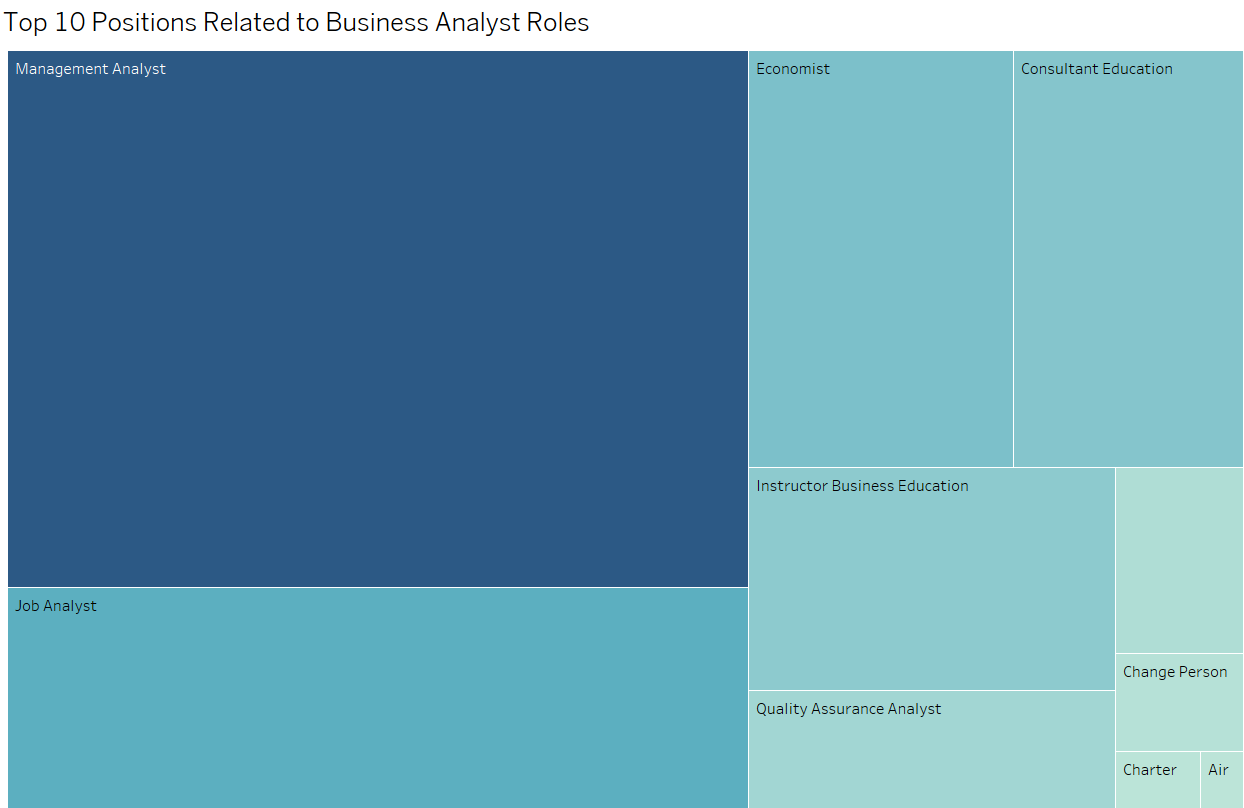 Top 10 Positions Related to Business Analyst Roles
Management Analyst
Economist
Consultant Education
Instructor Business Education
Job Analyst
Change Person
Quality Assurance Analyst
Charter
Air